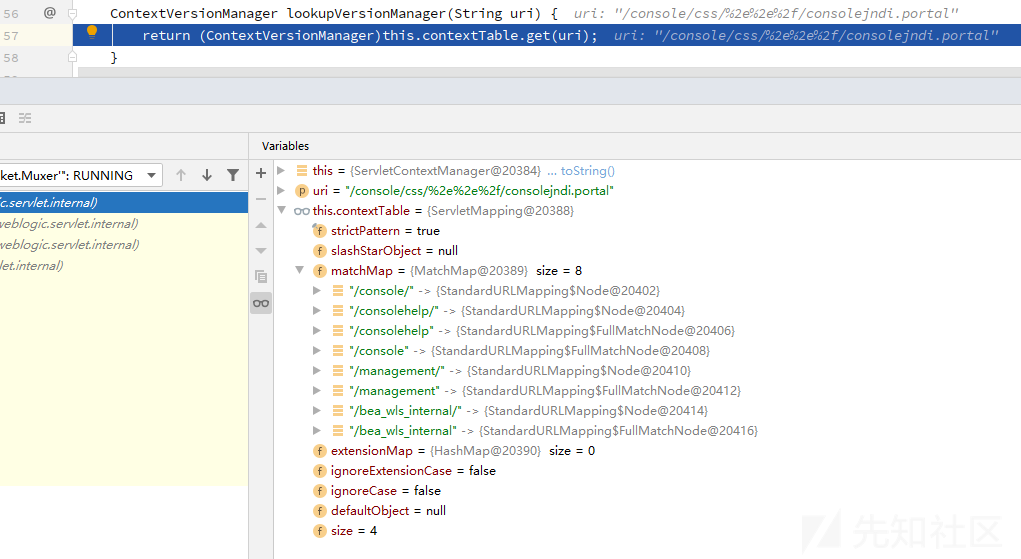 56 @ ContextVersionManager lookupVersionManager(String uri) { uri: "/console/css/%2e%2e%2f/consolejndi.portal"
57 return (ContextVersionManager)this.contextTable.get(uri); uri: "/console/css/%2e%2e%2f/consolejndi.portal"
58 }
Variables
ket.Muxer'": RUNNING
this = {ServletContextManager@20384} ... toString()
c.servlet.internal)
p uri = "/console/css/%2e%2e%2f/consolejndi.portal"
weblogic.servlet.internal)
this.contextTable = {ServletMapping@20388}
f strictPattern = true
weblogic.servlet.internal)
f slashStarObject = null
let.internal)
f matchMap = {MatchMap@20389} size = 8
"/console/" -> {StandardURLMapping$Node@20402}
"/consolehelp/" -> {StandardURLMapping$Node@20404}
"/consolehelp" -> {StandardURLMapping$FullMatchNode@20406}
"/console" -> {StandardURLMapping$FullMatchNode@20408}
"/management/" -> {StandardURLMapping$Node@20410}
"/management" -> {StandardURLMapping$FullMatchNode@20412}
"/bea_wls_internal/" -> {StandardURLMapping$Node@20414}
"/bea_wls_internal" -> {StandardURLMapping$FullMatchNode@20416}
f extensionMap = {HashMap@20390} size = 0
f ignoreExtensionCase = false
f ignoreCase = false
f defaultObject = null
f size = 4
先知社区